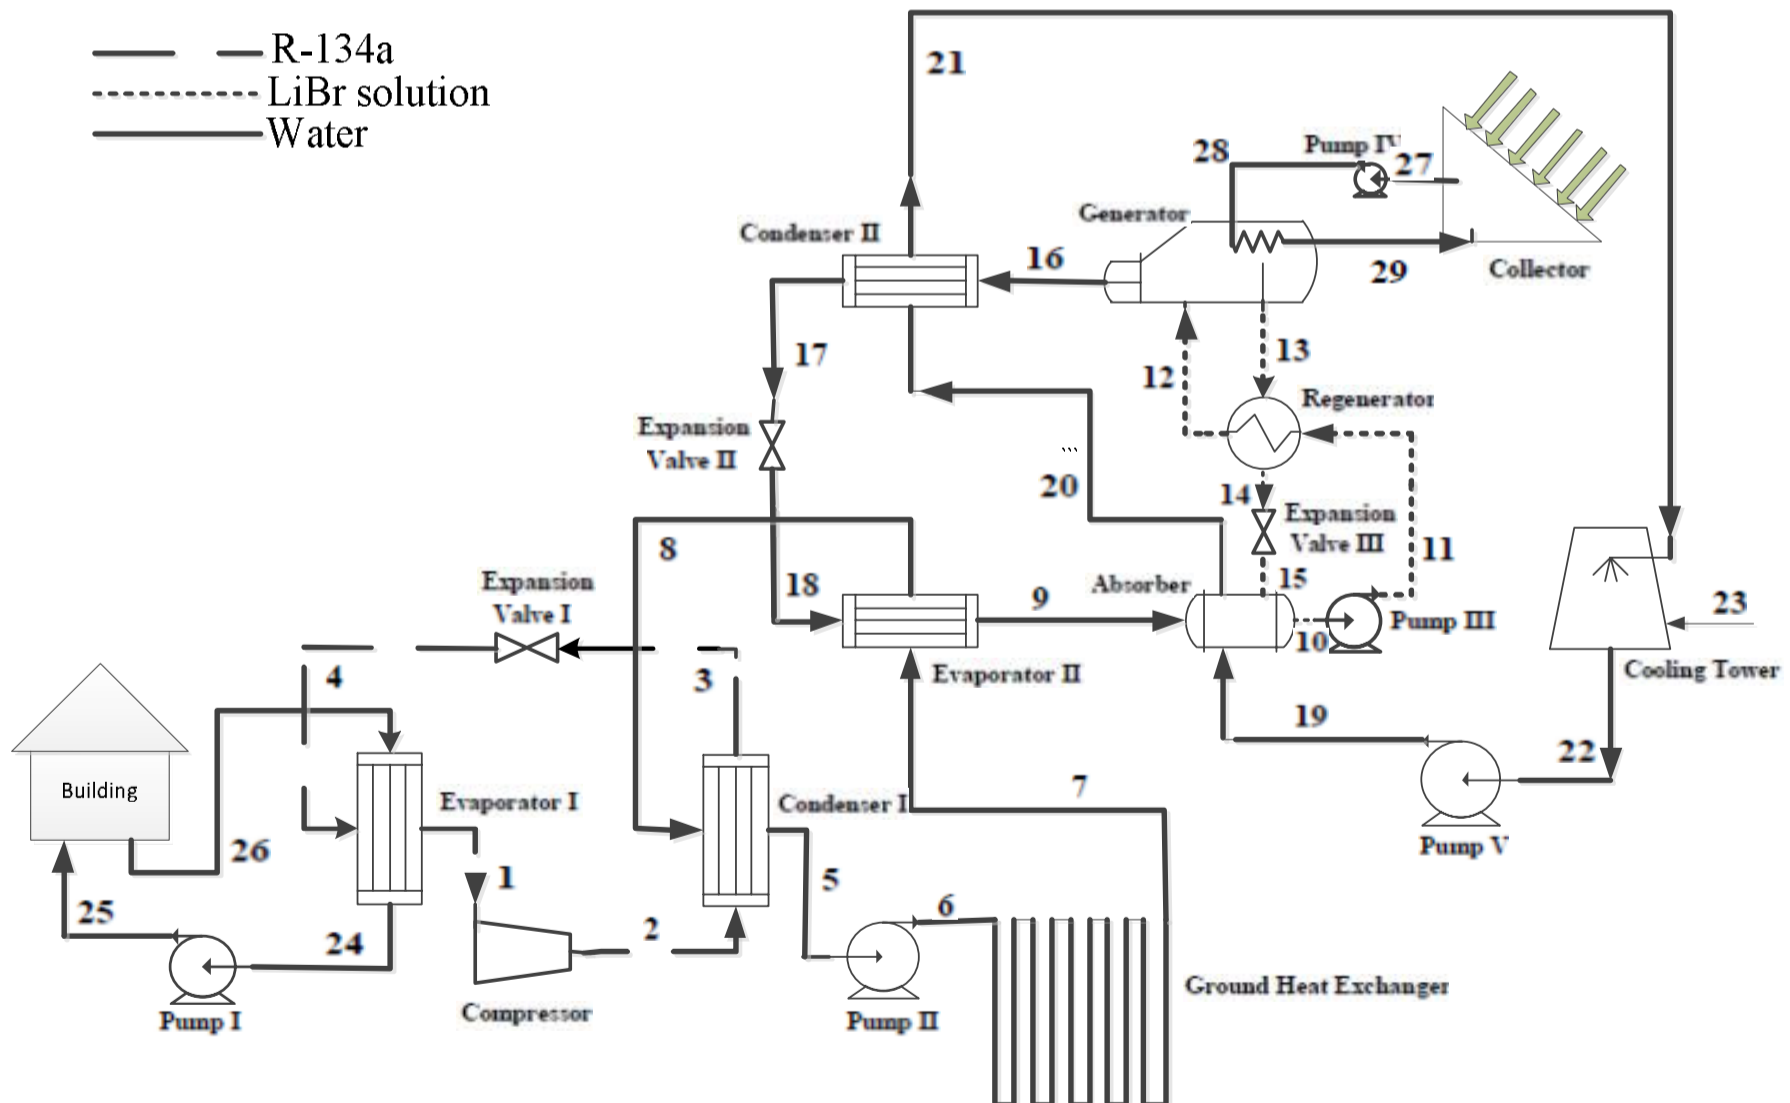 R-134a
LiBr solution
Water
21
28
Pump IV
27
Generator
Condenser II
16
29
Collector
17
12
13
Regenerator
Expansion
Valve II
20
14
Expansion
Valve III
11
8
Expansion
Valve I
18
9
Absorber
15
10
Pump III
23
Cooling Tower
Evaporator II
4
3
19
22
Building
Evaporator I
Condenser I
7
Pump V
26
1
5
25
24
2
6
Ground Heat Exchanger
Pump I
Compressor
Pump II